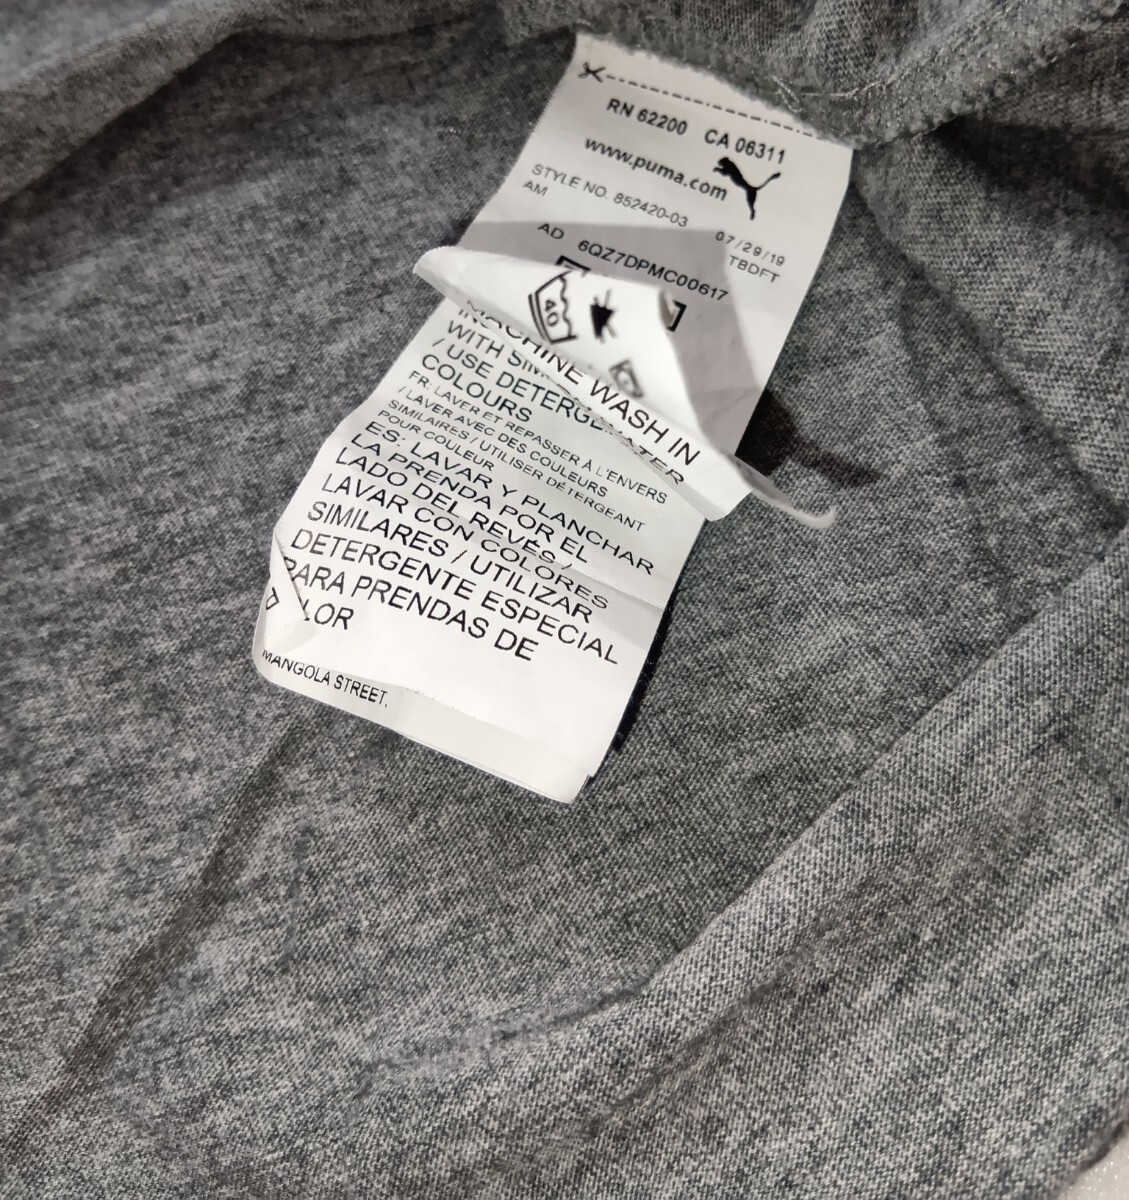 RN 62200 CA 06311
www.puma.com
STYLE NO. 852420-03 07/29/19
AM TBDFT
AD 6QZ7DPMC00617
40
MACHINE WASH IN
WITH
/ USE
COLOURS
FR: LAVER ET REPASSER À L'ENVERS
/ LAVER AVEC DES COULEURS
SIMILAIRES / UTILISER DÉTERGEANT
POUR COULEUR
ES: LAVAR Y PLANCHAR
LA PRENDA POR EL
LADO DEL REVÉS /
LAVAR CON COLORES
SIMILARES / UTILIZAR
DETERGENTE ESPECIAL
PARA PRENDAS DE
LOR
MANGOLA STREET,